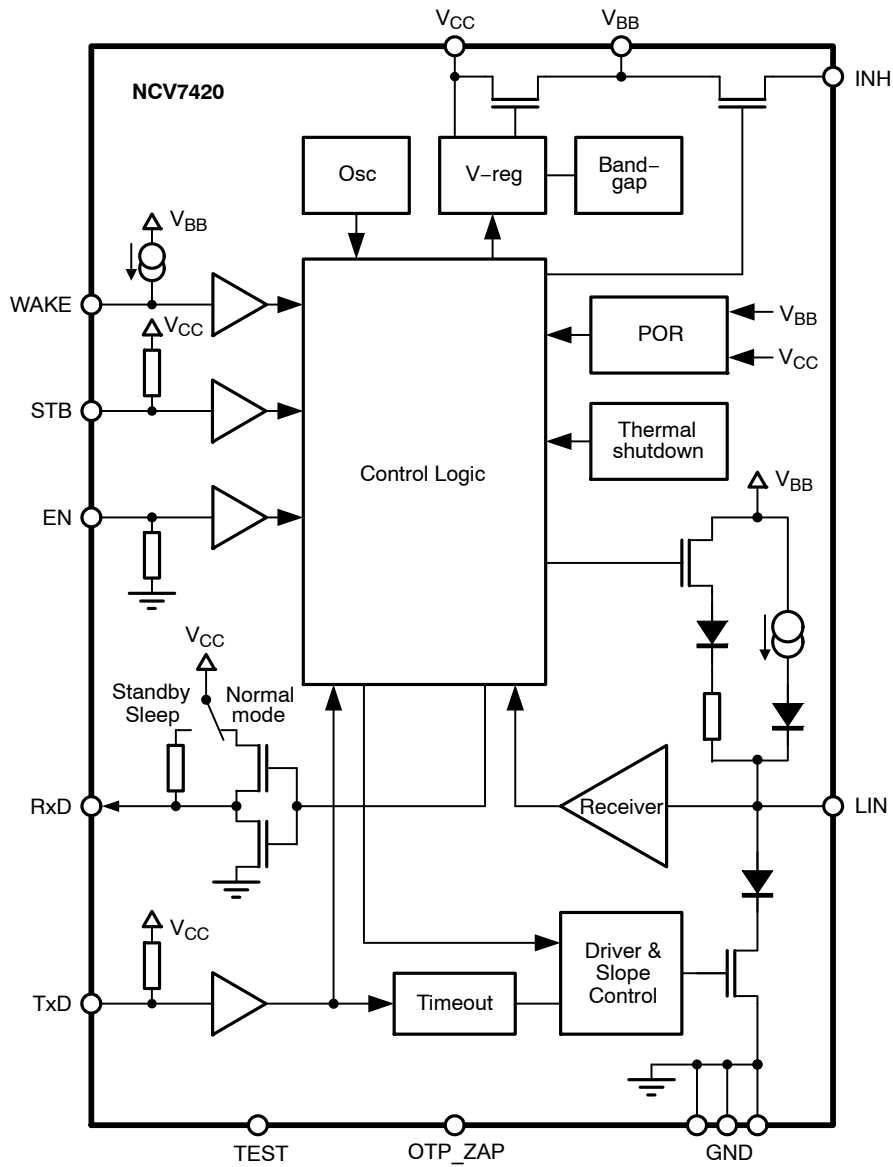 VCC
VBB
NCV7420
INH
Osc
V–reg
Band–
gap
VBB
WAKE
VCC
POR
VBB
VCC
STB
Thermal
shutdown
Control Logic
VBB
EN
VCC
Standby
Sleep
Normal
mode
RxD
Receiver
LIN
VCC
Driver &
Slope
Control
TxD
Timeout
TEST
OTP_ZAP
GND